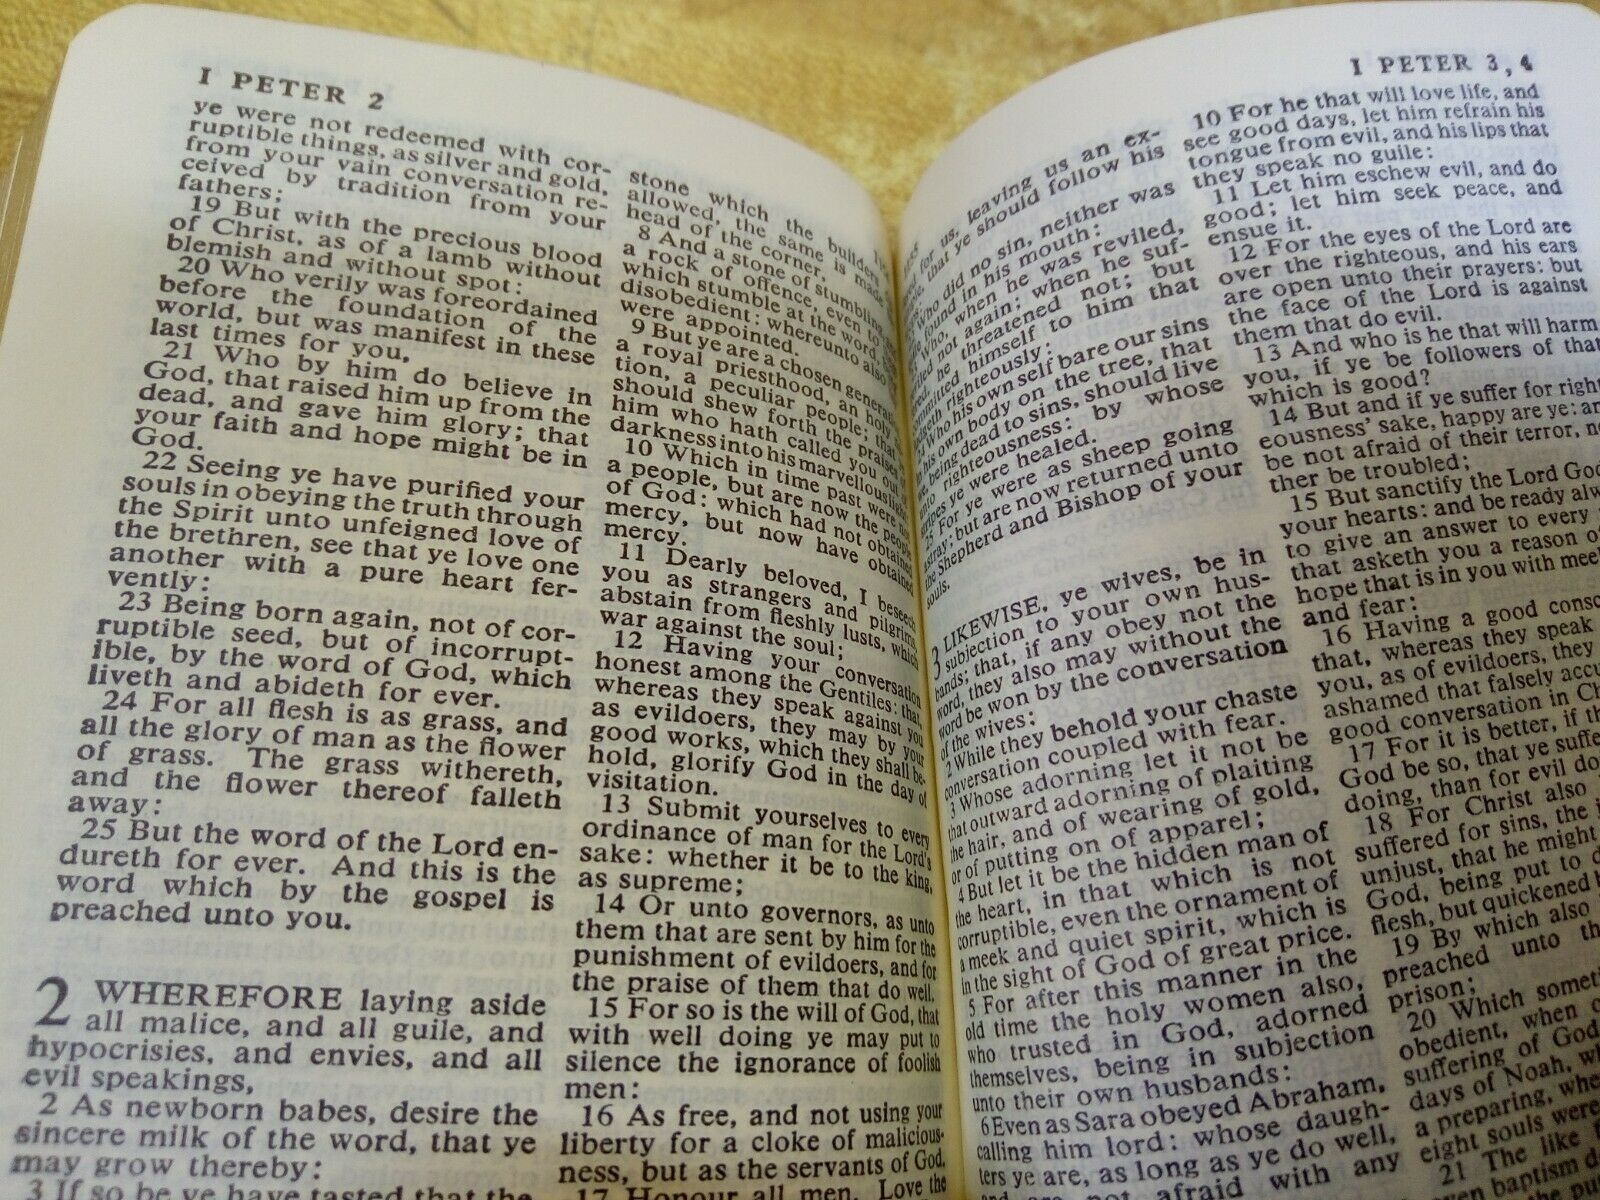 I PETER 2
ye were not redeemed with cor-
ruptible things, as silver and gold,
from your vain conversation re-
ceived by tradition from your
fathers;
19 But with the precious blood
of Christ, as of a lamb without
blemish and without spot:
20 Who verily was foreordained
before the foundation of the
world, but was manifest in these
last times for you,
21 Who by him do believe in
God, that raised him up from the
dead, and gave him glory; that
your faith and hope might be in
God.
22 Seeing ye have purified your
souls in obeying the truth through
the Spirit unto unfeigned love of
the brethren, see that ye love one
another with a pure heart fer-
vently:
23 Being born again, not of cor-
ruptible seed, but of incorrupt-
ible, by the word of God, which
liveth and abideth for ever.
24 For all flesh is as grass, and
all the glory of man as the flower
of grass. The grass withereth,
and the flower thereof falleth
away:
25 But the word of the Lord en-
dureth for ever. And this is the
word which by the gospel is
preached unto you.
2 WHEREFORE laying aside
all malice, and all guile, and
hypocrisies, and envies, and all
evil speakings,
2 As newborn babes, desire the
sincere milk of the word, that ye
may grow thereby:
3 If so be ye have tasted that the
stone which the builders
allowed, the same is made
head of the corner,
8 And a stone of stumbling,
a rock of offence, even to
which stumble at the word,
disobedient: whereunto also
were appointed.
9 But ye are a chosen
a royal priesthood, an holy
tion, a peculiar people; that
should shew forth the praises
him who hath called you out of
darkness into his marvellous light
10 Which in time past were not
a people, but are now the people
of God: which had not obtained
mercy, but now have obtained
mercy.
11 Dearly beloved, I beseech
you as strangers and pilgrims,
abstain from fleshly lusts, which
war against the soul;
12 Having your conversation
honest among the Gentiles: that,
whereas they speak against you
as evildoers, they may by your
good works, which they shall be-
hold, glorify God in the day of
visitation.
13 Submit yourselves to every
ordinance of man for the Lord's
sake: whether it be to the king,
as supreme;
14 Or unto governors, as unto
them that are sent by him for the
punishment of evildoers, and for
the praise of them that do well.
15 For so is the will of God, that
with well doing ye may put to
silence the ignorance of foolish
men:
16 As free, and not using your
liberty for a cloke of malicious-
ness, but as the servants of God.
17 Honour all men. Love the
I PETER 3, 4
for us, leaving us an ex-
that ye should follow his
Who did no sin, neither was
found in his mouth:
Who, when he was reviled,
not again; when he suf-
he threatened not; but
himself to him that
righteously:
24 Who his own self bare our sins
his own body on the tree, that
being dead to sins, should live
unto righteousness: by whose
stripes ye were healed.
25 For ye were as sheep going
astray; but are now returned unto
the Shepherd and Bishop of your
souls.
3 LIKEWISE, ye wives, be in
subjection to your own hus-
bands; that, if any obey not the
word, they also may without the
word be won by the conversation
of the wives;
2 While they behold your chaste
conversation coupled with fear.
3 Whose adorning let it not be
that outward adorning of plaiting
the hair, and of wearing of gold,
or of putting on of apparel;
4 But let it be the hidden man of
the heart, in that which is not
corruptible, even the ornament of
a meek and quiet spirit, which is
in the sight of God of great price.
5 For after this manner in the
old time the holy women also,
who trusted in God, adorned
themselves, being in subjection
unto their own husbands:
6 Even as Sara obeyed Abraham,
calling him lord: whose daugh-
ters ye are, as long as ye do well,
and are not afraid with any
10 For he that will love life, and
see good days, let him refrain his
tongue from evil, and his lips that
they speak no guile:
11 Let him eschew evil, and do
good; let him seek peace, and
ensue it.
12 For the eyes of the Lord are
over the righteous, and his ears
are open unto their prayers: but
the face of the Lord is against
them that do evil.
13 And who is he that will harm
you, if ye be followers of that
which is good?
14 But and if ye suffer for right
eousness' sake, happy are ye: an
be not afraid of their terror, ne
ther be troubled;
15 But sanctify the Lord God
your hearts: and be ready alw
to give an answer to every
that asketh you a reason of
hope that is in you with meek
and fear:
16 Having a good consc
that, whereas they speak
you, as of evildoers, they
ashamed that falsely accu
good conversation in Ch
17 For it is better, if th
God be so, that ye suffe
doing, than for evil do
18 For Christ also
suffered for sins, the j
unjust, that he might
God, being put to d
flesh, but quickened b
19 By which also
preached unto th
prison;
20 Which somet
obedient, when o
suffering of God
days of Noah, wh
a preparing, whe
eight souls were
21 The like f
baptism d